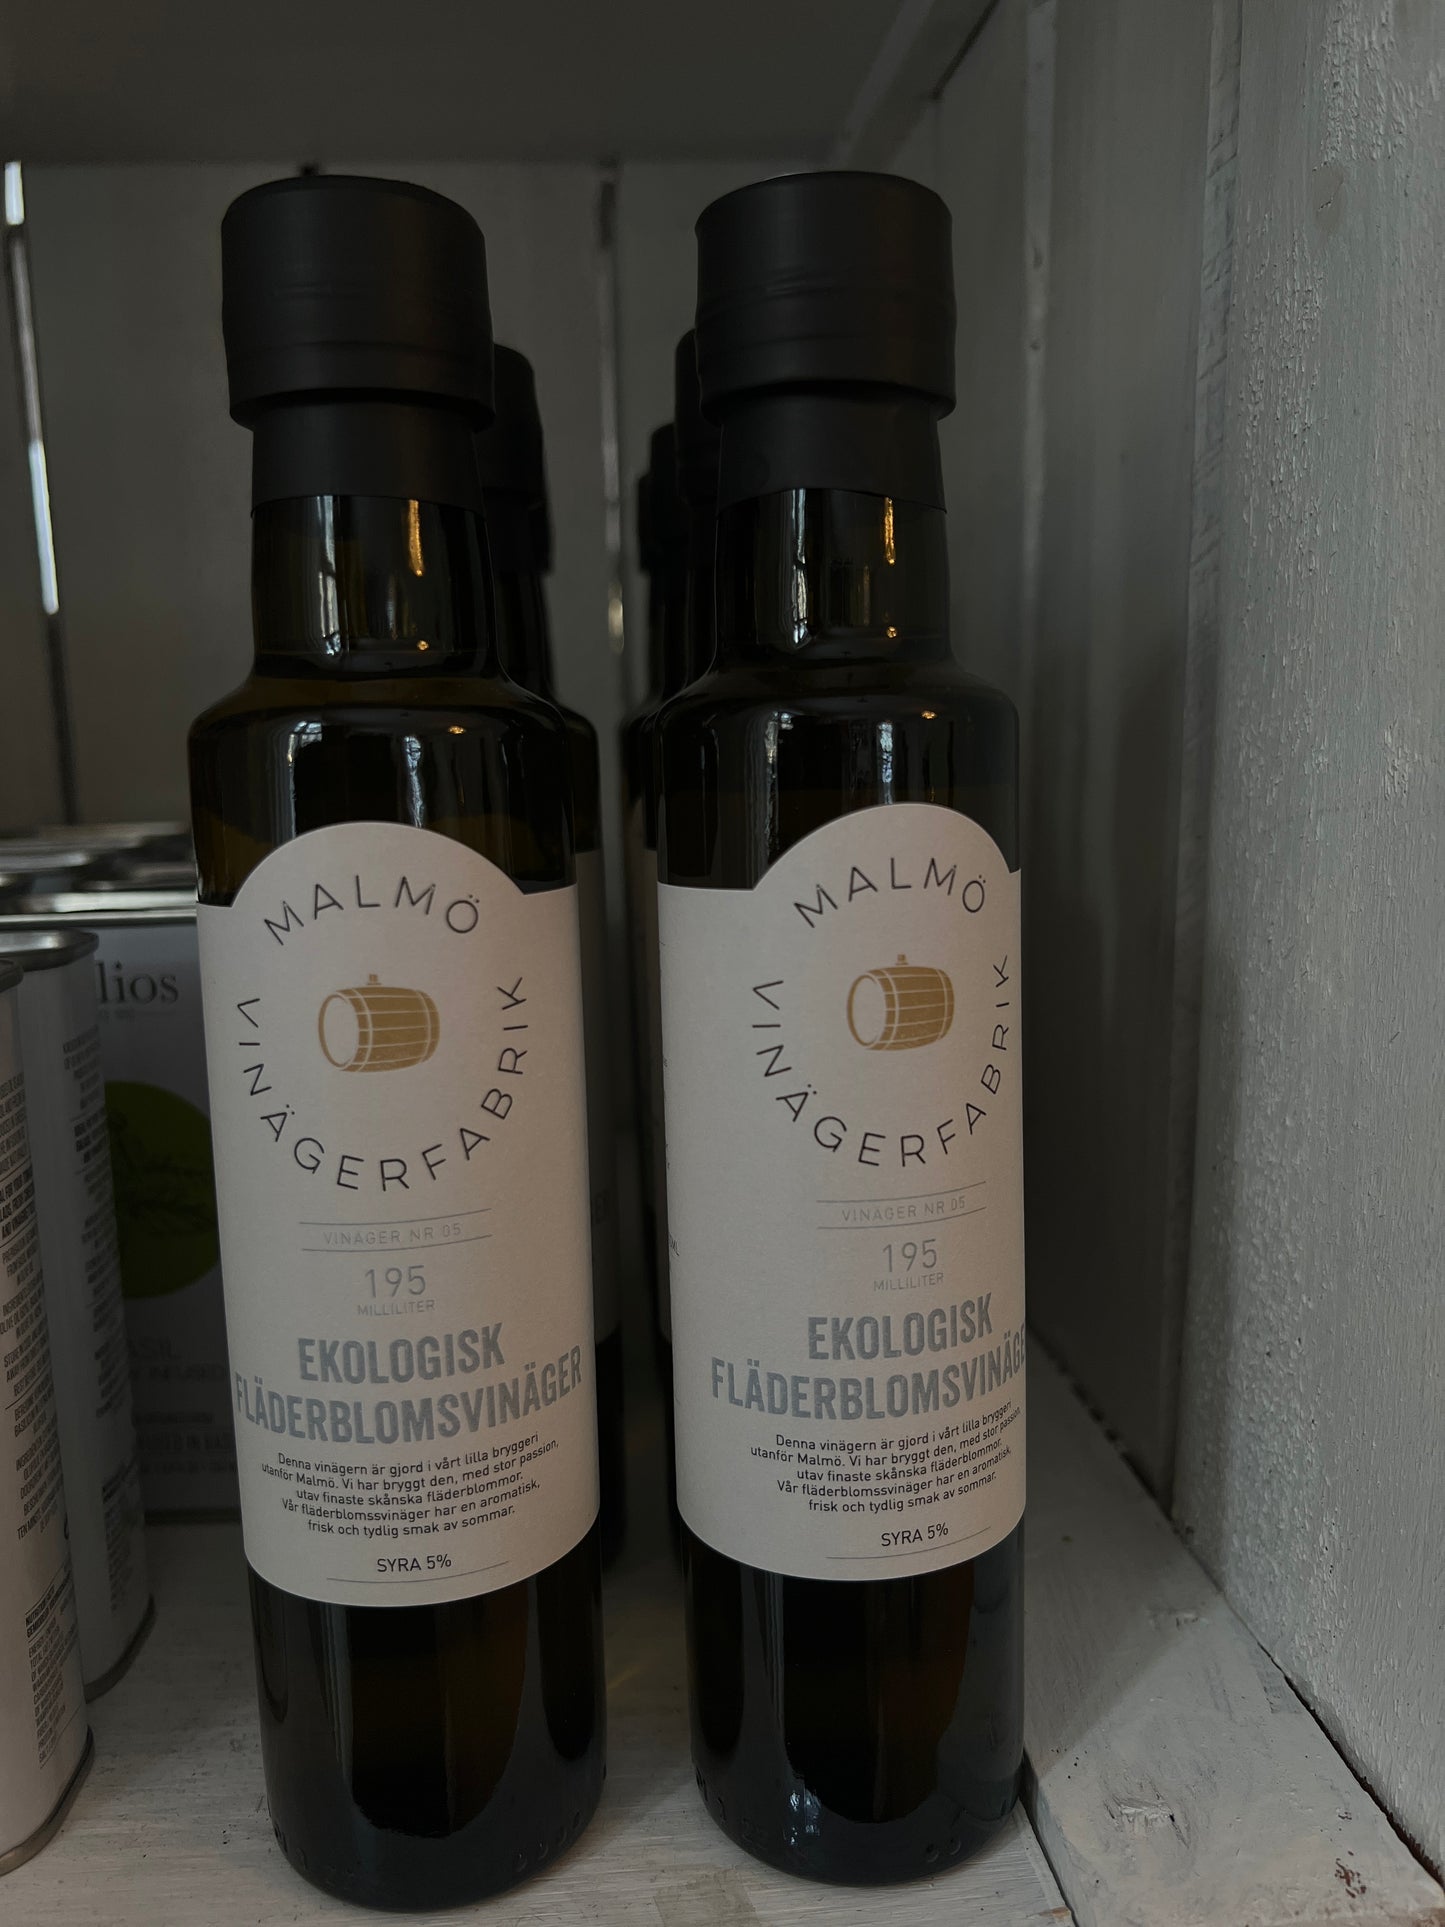 MALMÖ
VINÄGERFABRIK
VINÄGER NR 05
195
MILLILITER
EKOLOGISK
FLÄDERBLOMSVINÄGER
Denna vinägern är gjord i vårt lilla bryggeri
utanför Malmö. Vi har bryggt den, med stor passion,
utav finaste skånska fläderblommor.
Vår fläderblomssvinäger har en aromatisk,
frisk och tydlig smak av sommar.
SYRA 5%
MALMÖ
VINÄGERFABRIK
VINÄGER NR 05
195
MILLILITER
EKOLOGISK
FLÄDERBLOMSVINÄGE
Denna vinägern är gjord i vårt lilla bryggeri
utanför Malmö. Vi har bryggt den, med stor passion,
utav finaste skånska fläderblommor.
Vår fläderblomssvinäger har en aromatisk,
frisk och tydlig smak av sommar.
SYRA 5%
lios